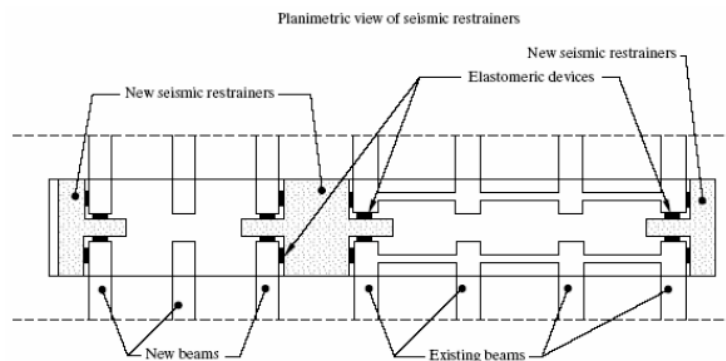 Planimetric view of seismic restrainers
New seismic restrainers
Elastomeric devices
New seismic restrainers
New beams
Existing beams